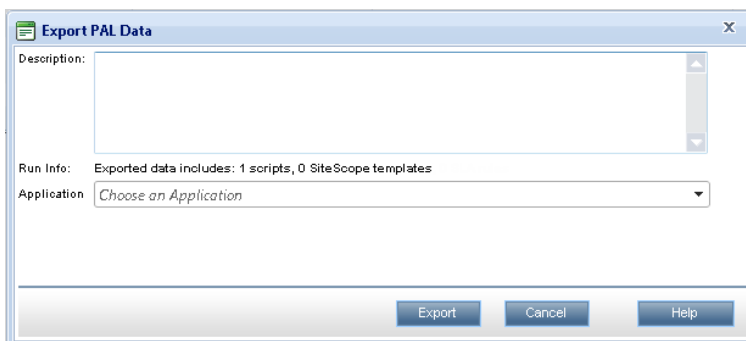 Export PAL Data
x
Description:
Run Info: Exported data includes: 1 scripts, 0 SiteScope templates
Application Choose an Application
Export Cancel Help